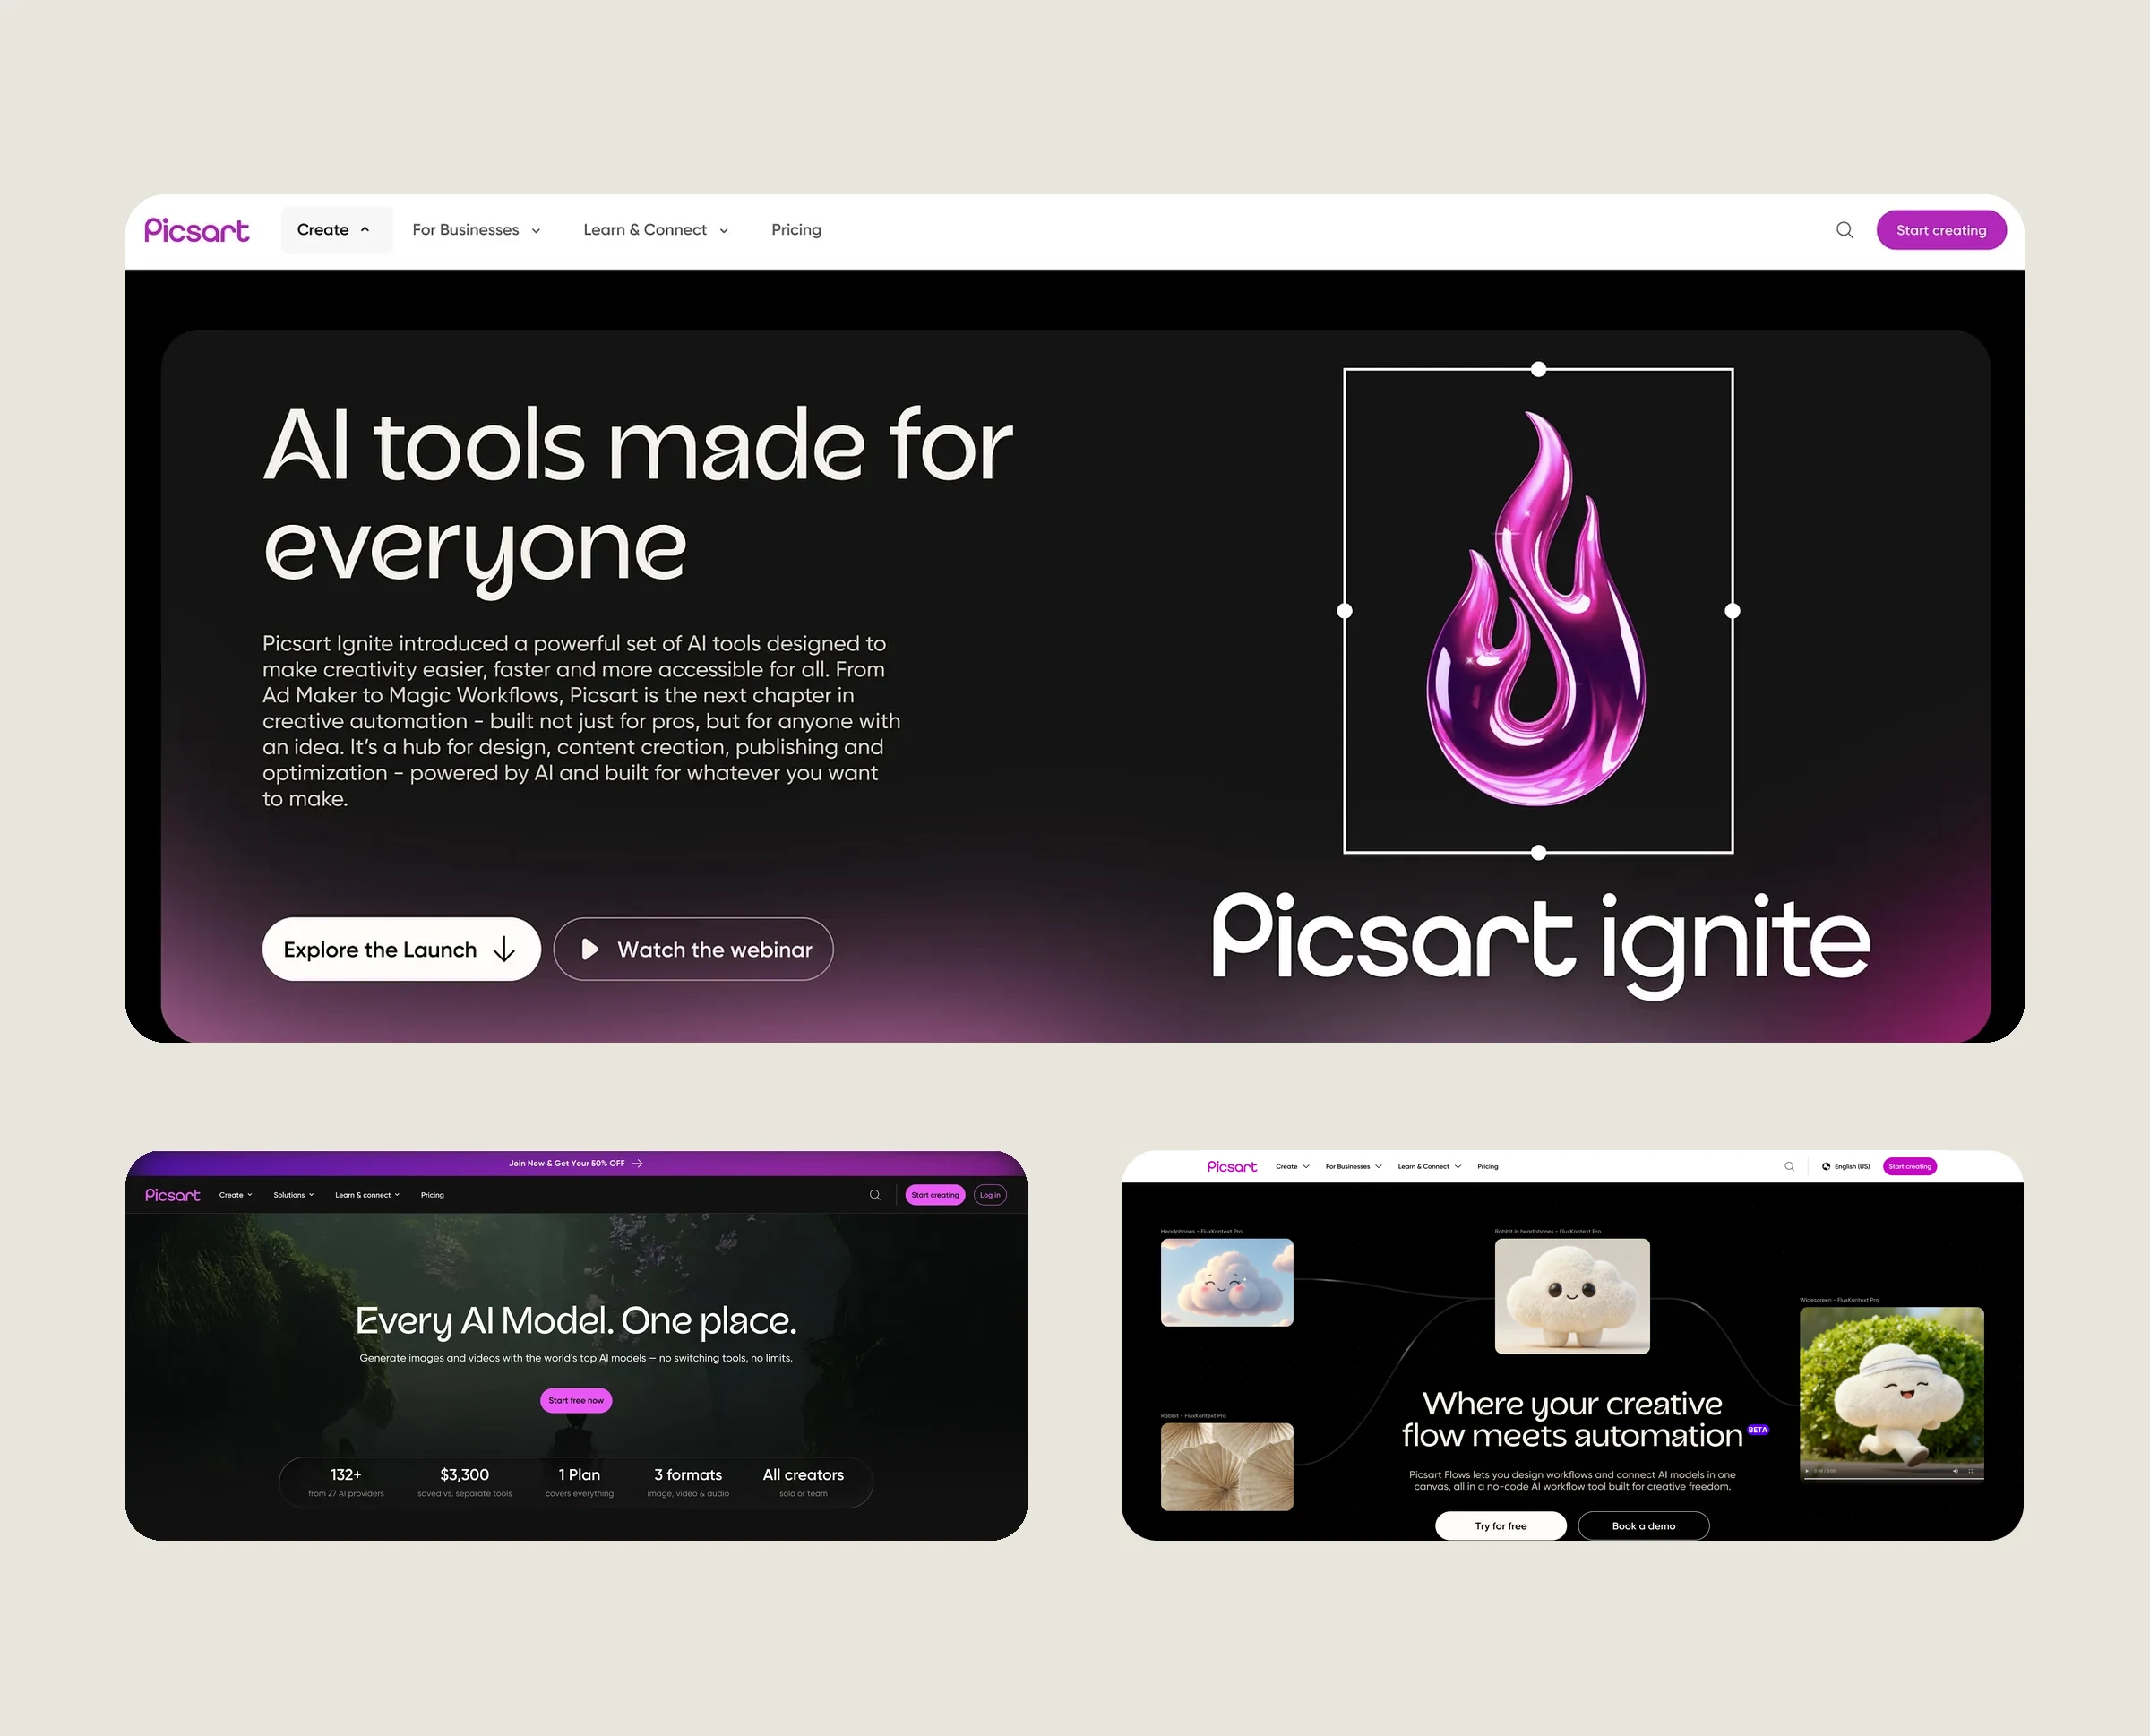 Picsart
Create
For Businesses
Learn & Connect
Pricing
Start creating
AI tools made for
everyone
Picsart Ignite introduced a powerful set of AI tools designed to
make creativity easier, faster and more accessible for all. From
Ad Maker to Magic Workflows, Picsart is the next chapter in
creative automation - built not just for pros, but for anyone with
an idea. It's a hub for design, content creation, publishing and
optimization - powered by AI and built for whatever you want
to make.
Explore the Launch
Watch the webinar
Picsart ignite
Join Now & Get Your 50% OFF
Picsart
Create
Solutions
Learn & connect
Pricing
Start creating
Log in
Every AI Model. One place.
Generate images and videos with the world's top AI models — no switching tools, no limits.
Start free now
132+
from 27 AI providers
$3,300
saved vs. separate tools
1 Plan
covers everything
3 formats
image, video & audio
All creators
solo or team
Picsart
Create
For Businesses
Learn & Connect
Pricing
English (US)
Start creating
Headphones - FluxKontext Pro
Rabbit in headphones - FluxKontext Pro
Widescreen - FluxKontext Pro
Rabbit - FluxKontext Pro
Where your creative
flow meets automation
BETA
Picsart Flows lets you design workflows and connect AI models in one
canvas, all in a no-code AI workflow tool built for creative freedom.
Try for free
Book a demo